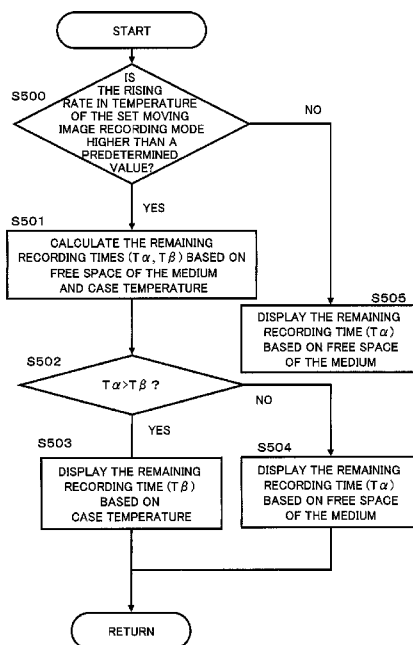 START
S500
IS
THE RISING
RATE IN TEMPERATURE
OF THE SET MOVING
IMAGE RECORDING MODE
HIGHER THAN A
PREDETERMINED
VALUE?
NO
YES
S501
CALCULATE THE REMAINING
RECORDING TIMES (Tα, Tβ) BASED ON
FREE SPACE OF THE MEDIUM
AND CASE TEMPERATURE
S505
DISPLAY THE REMAINING
RECORDING TIME (Tα)
BASED ON FREE SPACE
OF THE MEDIUM
S502
Tα>Tβ?
NO
YES
S503
DISPLAY THE REMAINING
RECORDING TIME (Tβ)
BASED ON
CASE TEMPERATURE
S504
DISPLAY THE REMAINING
RECORDING TIME (Tα)
BASED ON FREE SPACE
OF THE MEDIUM
RETURN